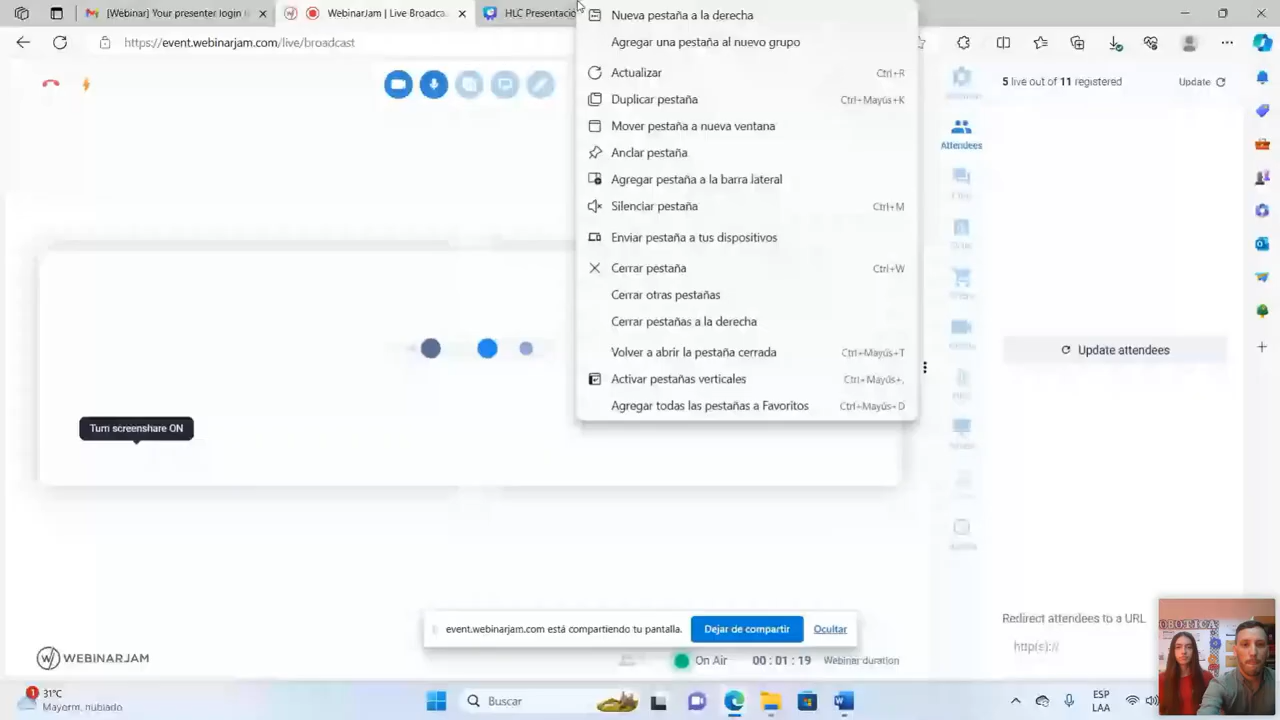 [Webinar] Your presenter login (
WebinarJam | Live Broadca
HLC Presentacio
https://event.webinarjam.com/live/broadcast
Nueva pestaña a la derecha
Agregar una pestaña al nuevo grupo
Actualizar Ctrl+R
Duplicar pestaña Ctrl+Mayús+K
Mover pestaña a nueva ventana
Anclar pestaña
Agregar pestaña a la barra lateral
Silenciar pestaña Ctrl+M
Enviar pestaña a tus dispositivos
Cerrar pestaña Ctrl+W
Cerrar otras pestañas
Cerrar pestañas a la derecha
Volver a abrir la pestaña cerrada Ctrl+Mayús+T
Activar pestañas verticales Ctrl+Mayús+,
Agregar todas las pestañas a Favoritos Ctrl+Mayús+D
5 live out of 11 registered
Update
Attendees
Update attendees
Turn screenshare ON
Redirect attendees to a URL
http(s)://
event.webinarjam.com está compartiendo tu pantalla.
Dejar de compartir
Ocultar
WEBINARJAM
On Air
00:01:19
Webinar duration
1
31°C
Mayorm. nublado
Buscar
ESP
LAA